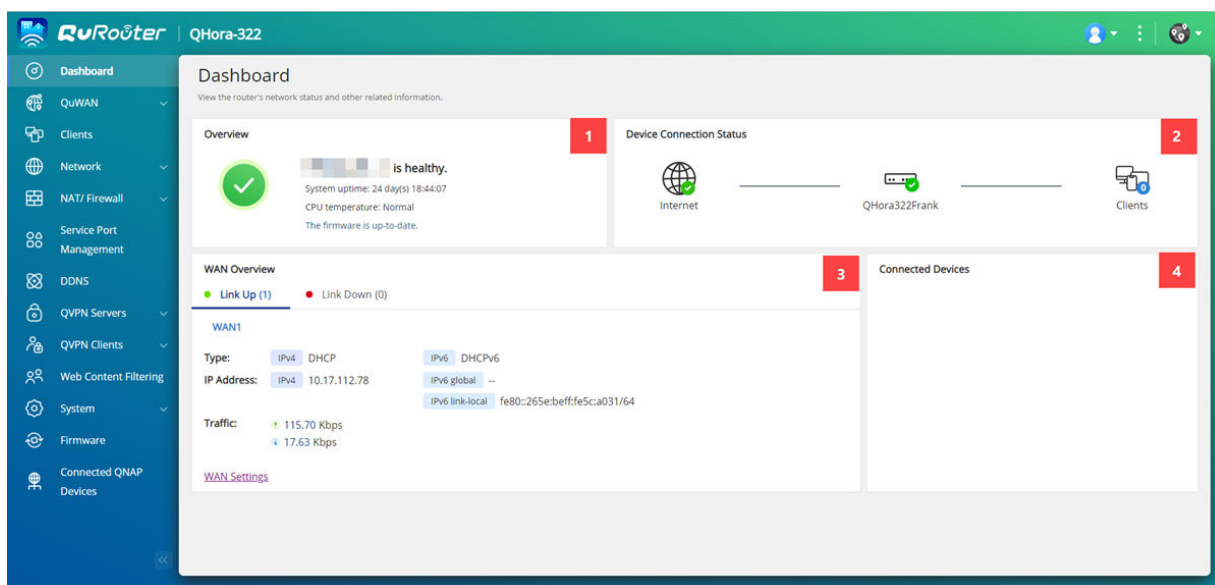 QuRouter
QHora-322
Dashboard
QuWAN
Clients
Network
NAT/ Firewall
Service Port
Management
DDNS
QVPN Servers
QVPN Clients
Web Content Filtering
System
Firmware
Connected QNAP
Devices
Dashboard
View the router's network status and other related information.
Overview
1
is healthy.
System uptime: 24 day(s) 18:44:07
CPU temperature: Normal
The firmware is up-to-date.
Device Connection Status
2
Internet
QHora322Frank
0
Clients
WAN Overview
3
Link Up (1)
Link Down (0)
WAN1
Type: IPv4 DHCP IPv6 DHCPv6
IP Address: IPv4 10.17.112.78 IPv6 global --
IPv6 link-local fe80::265e:beff:fe5c:a031/64
Traffic: 115.70 Kbps
17.63 Kbps
WAN Settings
Connected Devices
4